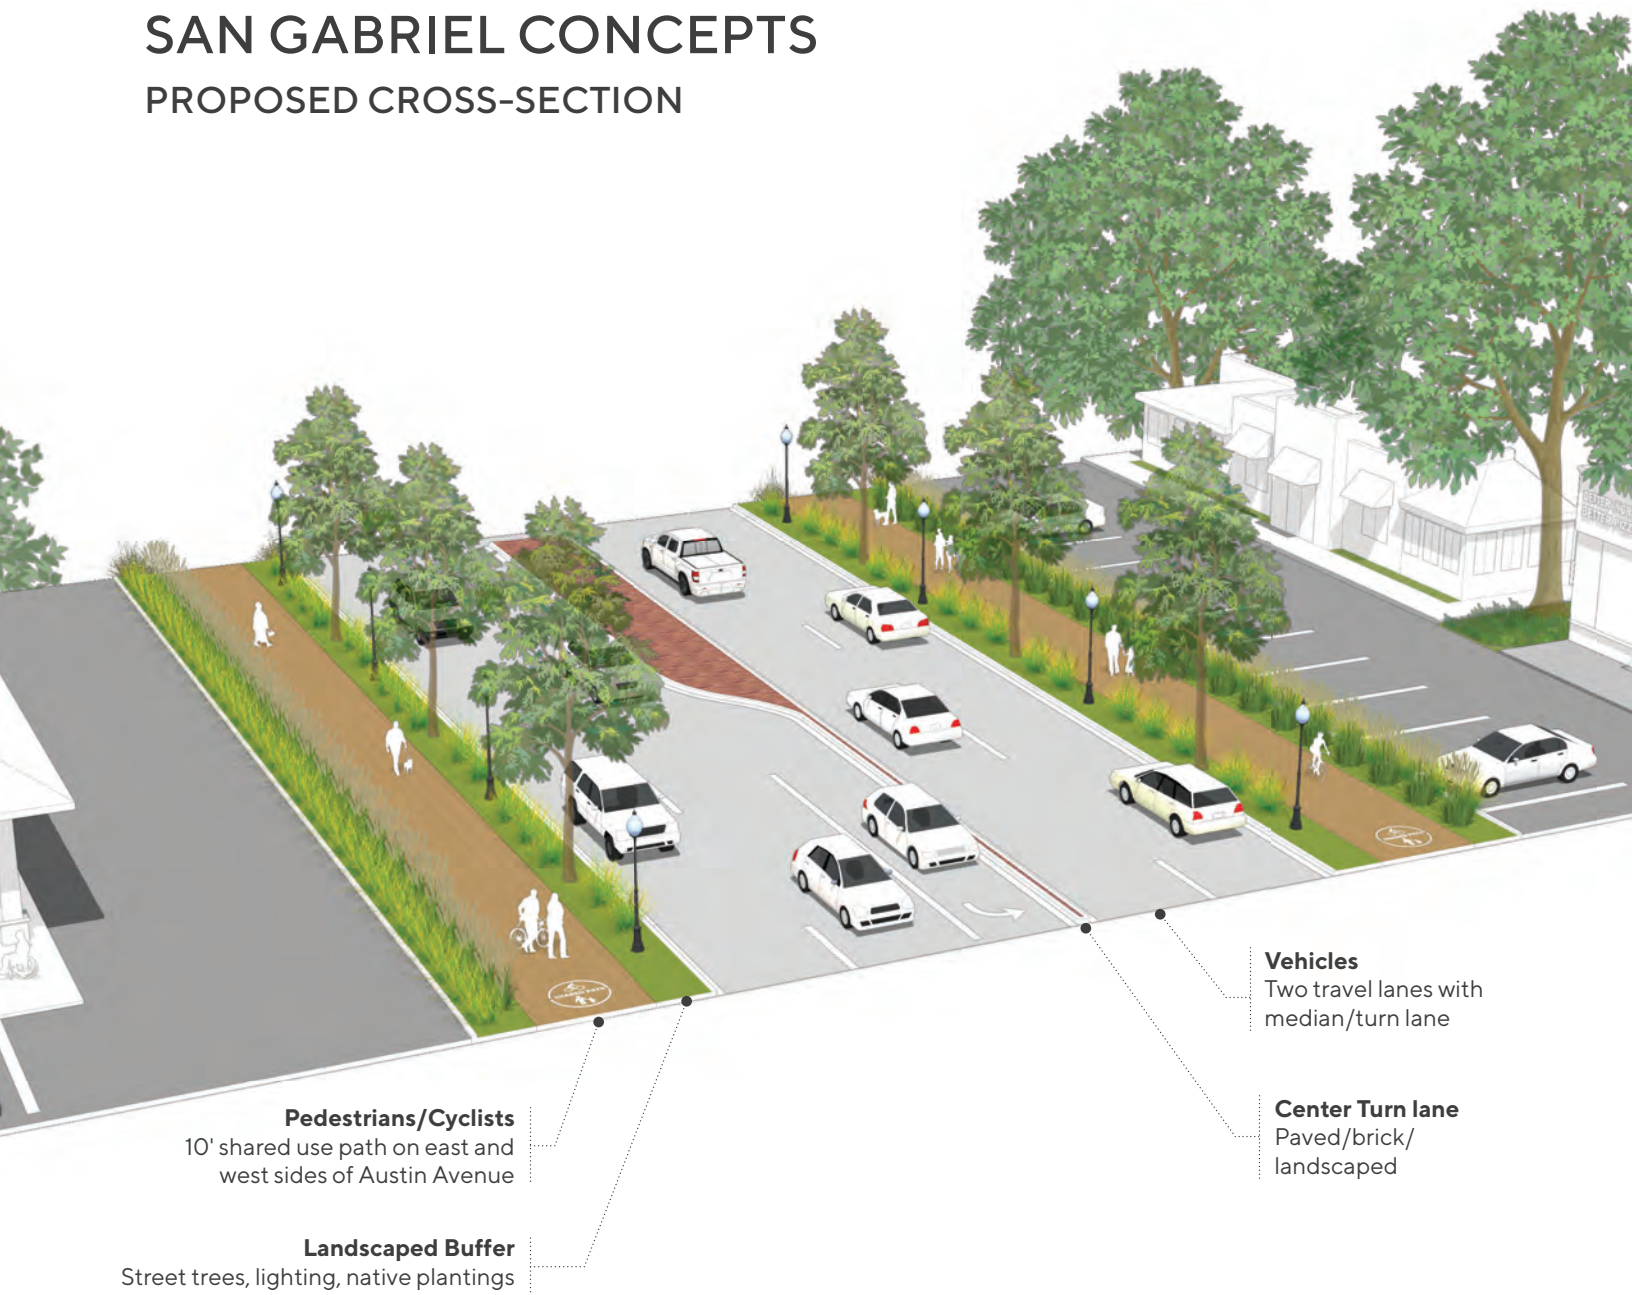 SAN GABRIEL CONCEPTS
PROPOSED CROSS-SECTION
Vehicles
Two travel lanes with
median/turn lane
Center Turn lane
Paved/brick/
landscaped
Pedestrians/Cyclists
10' shared use path on east and
west sides of Austin Avenue
Landscaped Buffer
Street trees, lighting, native plantings
SHARED PATH